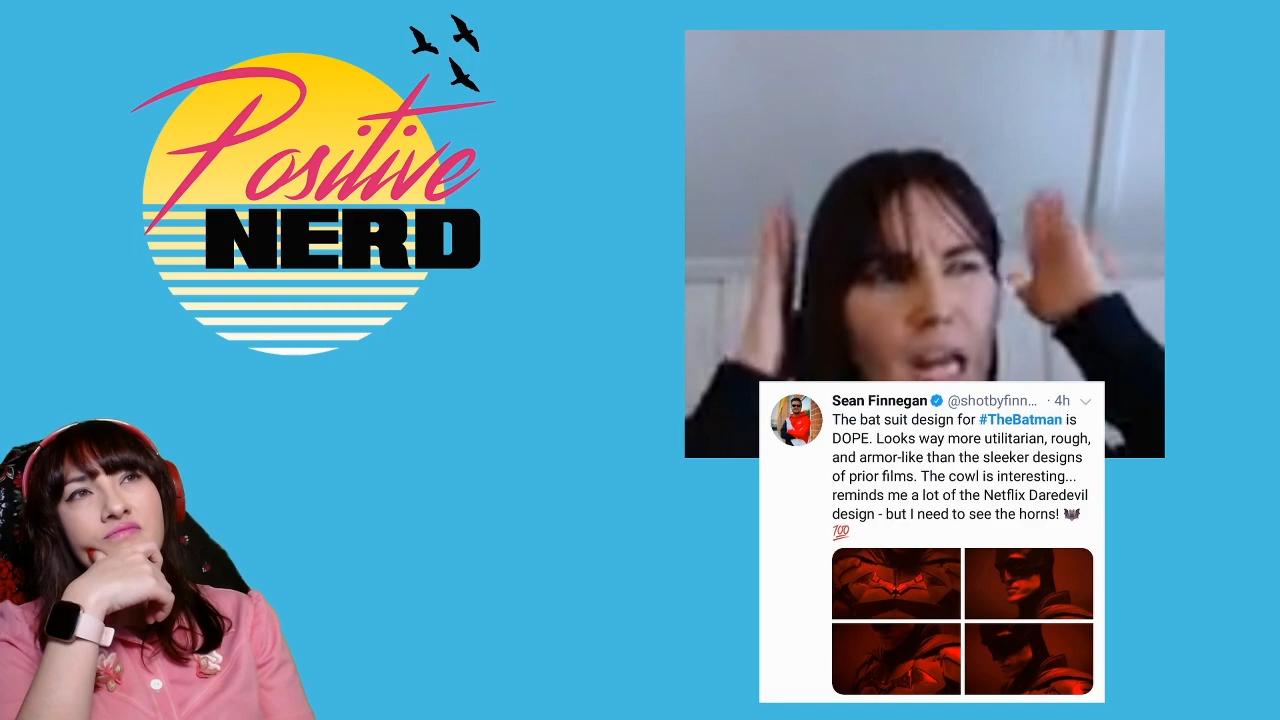 Positive
NERD
Sean Finnegan @shotbyfinn... · 4h
The bat suit design for #TheBatman is
DOPE. Looks way more utilitarian, rough,
and armor-like than the sleeker designs
of prior films. The cowl is interesting...
reminds me a lot of the Netflix Daredevil
design - but I need to see the horns! 🦇
💯